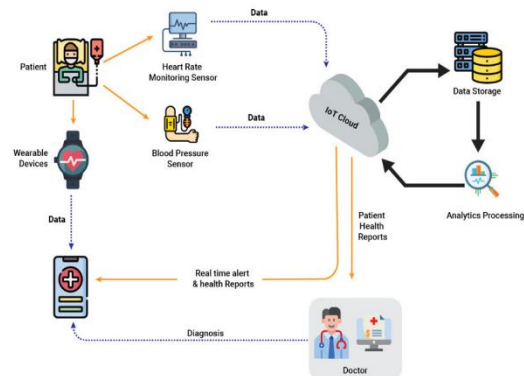 Data
Patient
Heart Rate
Monitoring Sensor
IoT Cloud
Data Storage
Wearable
Devices
Blood Pressure
Sensor
Data
Data
Analytics Processing
Patient
Health
Reports
Real time alert
& health Reports
Diagnosis
Doctor